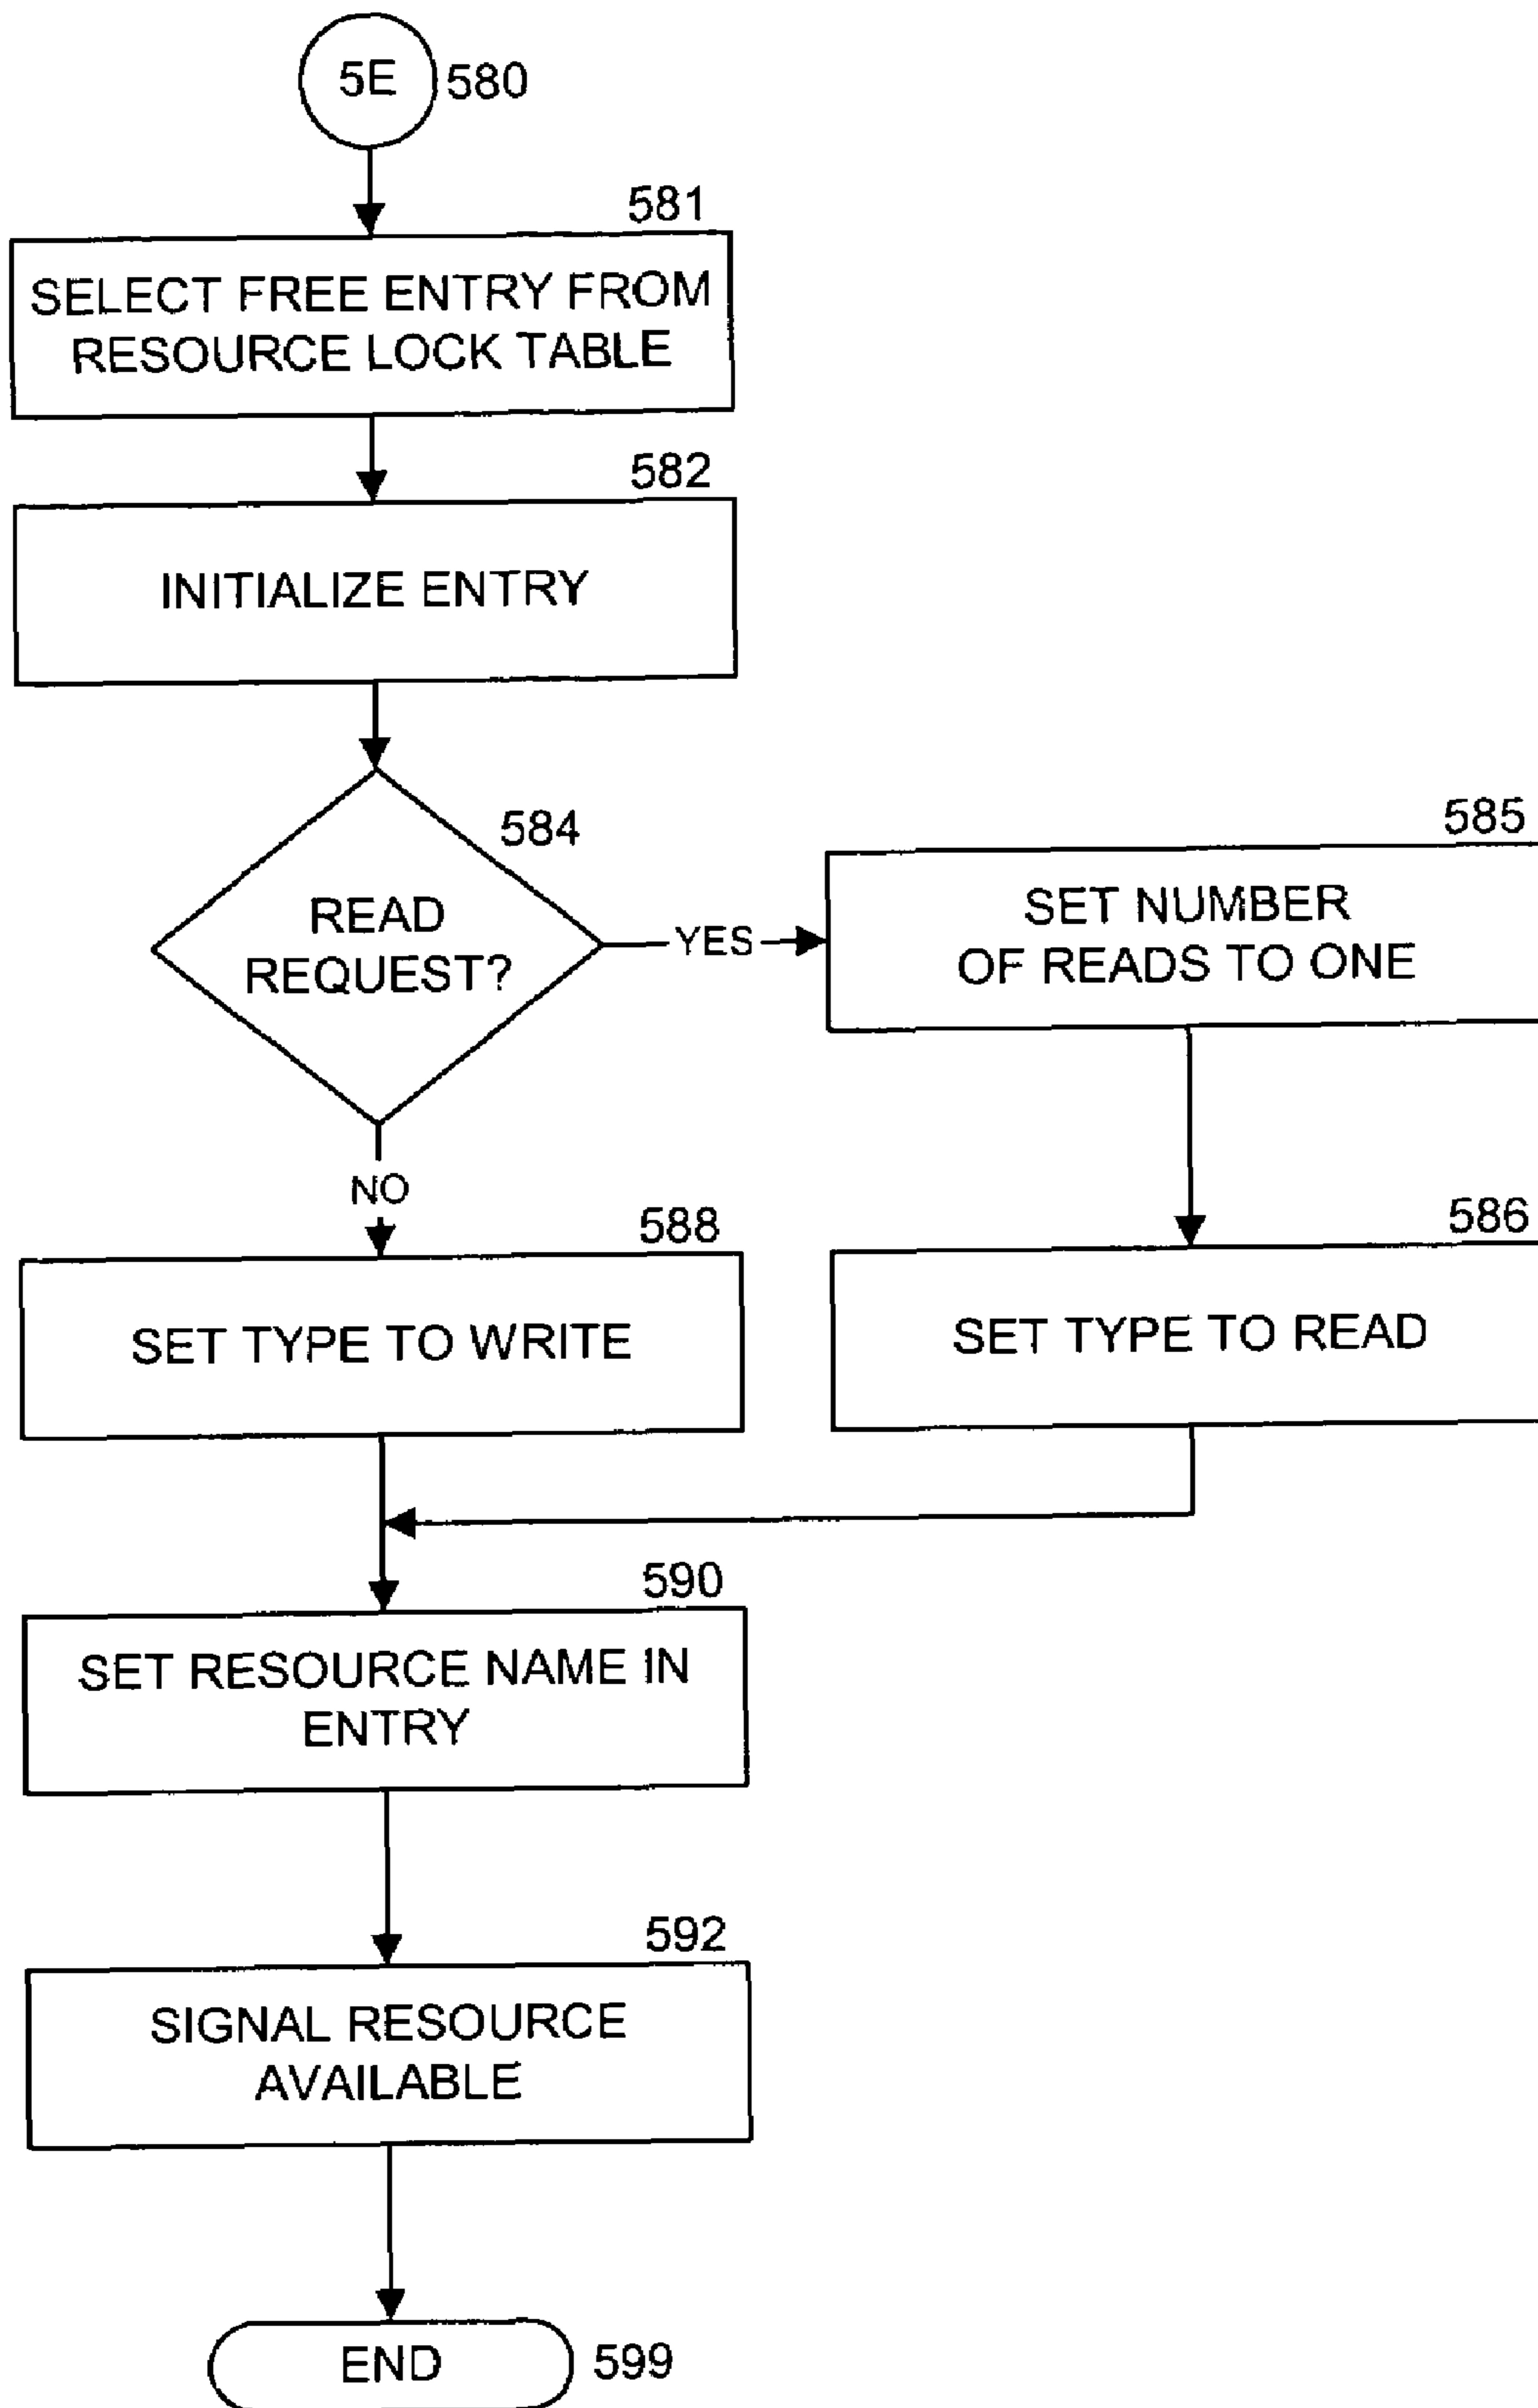 5E
580
581
SELECT FREE ENTRY FROM
RESOURCE LOCK TABLE
582
INITIALIZE ENTRY
584
READ
REQUEST?
YES
585
SET NUMBER
OF READS TO ONE
NO
588
SET TYPE TO WRITE
586
SET TYPE TO READ
590
SET RESOURCE NAME IN
ENTRY
592
SIGNAL RESOURCE
AVAILABLE
END
599